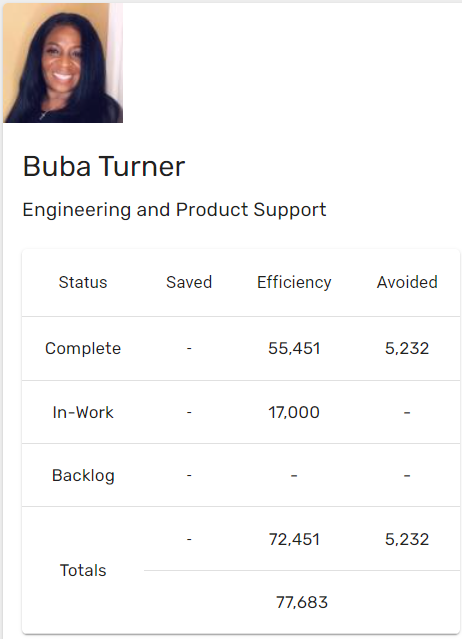 Buba Turner
Engineering and Product Support
Status Saved Efficiency Avoided
Complete - 55,451 5,232
In-Work - 17,000 -
Backlog - - -
- 72,451 5,232
Totals
77,683